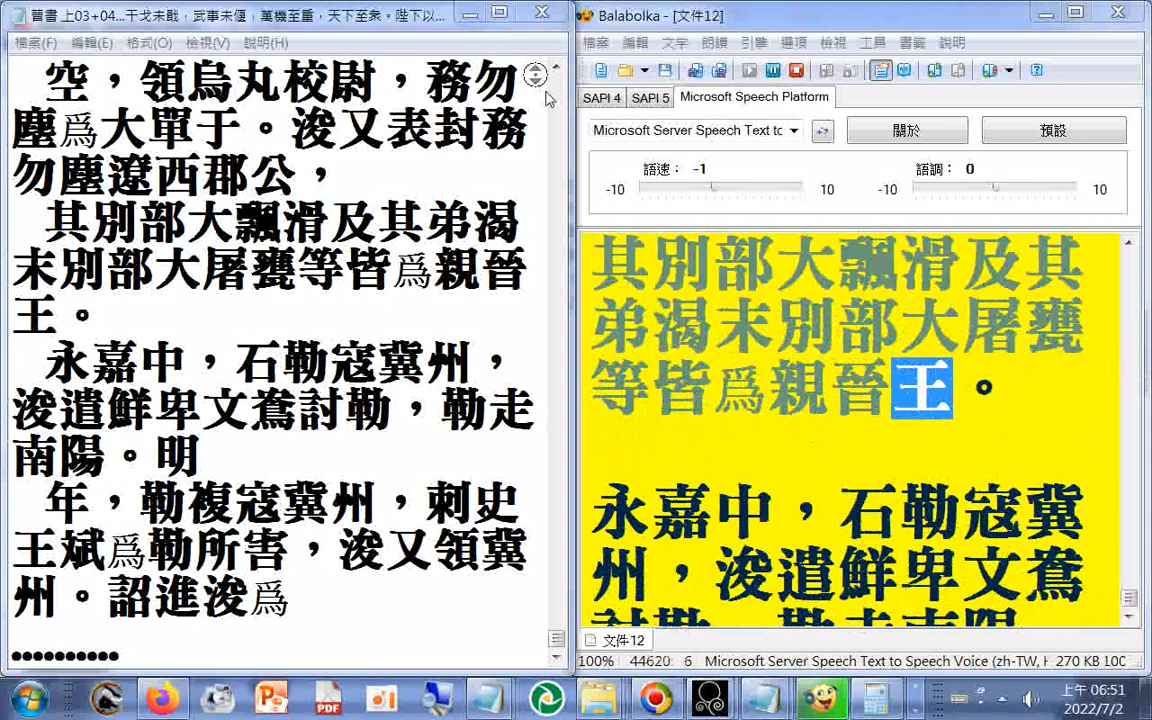 晉書 上03+04...干戈未戢，武事未偃，萬機至重，天下至衆。陛下以...
檔案(F) 編輯(E) 格式(O) 檢視(V) 說明(H)
空，領烏丸校尉，務勿
塵爲大單于。浚又表封務
勿塵遼西郡公，
其別部大飄滑及其弟渴
末別部大屠甕等皆爲親晉
王。
永嘉中，石勒寇冀州，
浚遣鮮卑文鴦討勒，勒走
南陽。明
年，勒複寇冀州，刺史
王斌爲勒所害，浚又領冀
州。詔進浚爲
●●●●●●●●●●
Balabolka - [文件12]
檔案 編輯 文字 朗讀 引擎 選項 檢視 工具 書籤 說明
SAPI 4 SAPI 5 Microsoft Speech Platform
Microsoft Server Speech Text to 關於 預設
語速： -1 語調： 0
-10 10 -10 10
其別部大飄滑及其
弟渴末別部大屠甕
等皆爲親晉王。
永嘉中，石勒寇冀
州，浚遣鮮卑文鴦
討勒，勒走南陽。
文件12
100% 44620: 6 Microsoft Server Speech Text to Speech Voice (zh-TW, H 270 KB 100
上午 06:51
2022/7/2